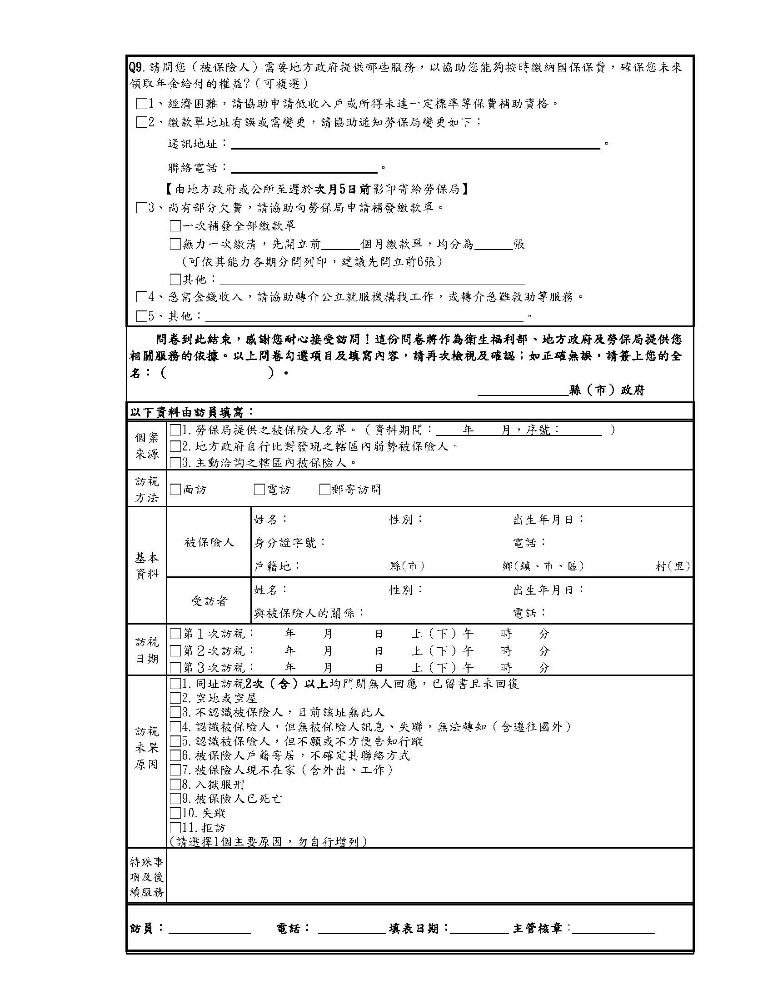 Q9.請問您（被保險人）需要地方政府提供哪些服務，以協助您能夠按時繳納國保保費，確保您未來
領取年金給付的權益?（可複選）
□1、經濟困難，請協助申請低收入戶或所得未達一定標準等保費補助資格。
□2、繳款單地址有誤或需變更，請協助通知勞保局變更如下：
通訊地址：＿＿＿＿＿＿＿＿＿＿＿＿＿＿＿＿。
聯絡電話：＿＿＿＿＿＿＿＿。
【由地方政府或公所至遲於次月5日前影印寄給勞保局】
□3、尚有部分欠費，請協助向勞保局申請補發繳款單。
□一次補發全部繳款單
□無力一次繳清，先開立前______個月繳款單，均分為______張
(可依其能力各期分開列印，建議先開立前6張)
□其他：________________
□4、急需金錢收入，請協助轉介公立就服機構找工作，或轉介急難救助等服務。
□5、其他：________________。
問卷到此結束，感謝您耐心接受訪問！這份問卷將作為衛生福利部、地方政府及勞保局提供您
相關服務的依據。以上問卷勾選項目及填寫內容，請再次檢視及確認；如正確無誤，請簽上您的全
名：（　　　　　　　　）。
__________縣（市）政府
以下資料由訪員填寫：
個案
來源
□1.勞保局提供之被保險人名單。（資料期間：　　年　　月，序號：　　　）
□2.地方政府自行比對發現之轄區內弱勢被保險人。
□3.主動洽詢之轄區內被保險人。
訪視
方法
□面訪　　□電訪　　□郵寄訪問
基本
資料
被保險人
姓名：　　性別：　　出生年月日：
身分證字號：　　電話：
戶籍地：　　縣(市)　　鄉(鎮、市、區)　　村(里)
受訪者
姓名：　　性別：　　出生年月日：
與被保險人的關係：　　電話：
訪視
日期
□第１次訪視：　　年　　月　　日　　上（下）午　　時　　分
□第２次訪視：　　年　　月　　日　　上（下）午　　時　　分
□第３次訪視：　　年　　月　　日　　上（下）午　　時　　分
訪視
未果
原因
□1.同址訪視2次（含）以上均門閉無人回應，已留書且未回復
□2.空地或空屋
□3.不認識被保險人，目前該址無此人
□4.認識被保險人，但無被保險人訊息、失聯，無法轉知（含遷往國外）
□5.認識被保險人，但不願或不方便告知行蹤
□6.被保險人戶籍寄居，不確定其聯絡方式
□7.被保險人現不在家（含外出、工作）
□8.入獄服刑
□9.被保險人已死亡
□10.失蹤
□11.拒訪
(請選擇1個主要原因，勿自行增列)
特殊事
項及後
續服務
訪員：__________　電話：__________填表日期：__________主管核章：__________